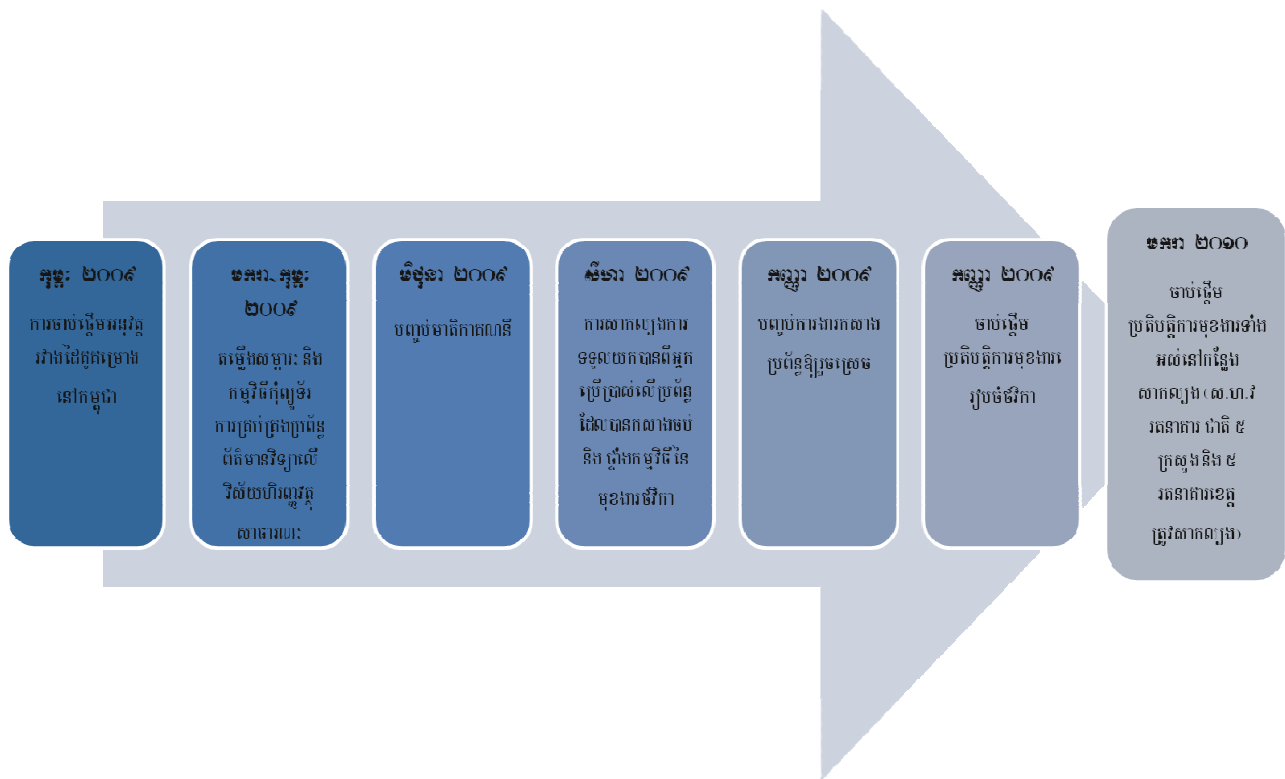 កុម្ភៈ ២០០៩
ការចាប់ផ្តើមអនុវត្ត
រវាងដៃគូគម្រោង
នៅកម្ពុជា
មករា-កុម្ភៈ
២០០៩
តម្លើងសម្ភារៈ និង
កម្មវិធីកុំព្យូទ័រ
ការគ្រប់គ្រងប្រព័ន្ធ
ព័ត៌មានវិទ្យាលើ
វិស័យហិរញ្ញវត្ថុ
សាធារណៈ
មិថុនា ២០០៩
បញ្ចប់មាតិកាគណនី
សីហា ២០០៩
ការសាកល្បងការ
ទទួលយកបានពីអ្នក
ប្រើប្រាស់លើប្រព័ន្ធ
ដែលបានកសាងចប់
និង ថ្នាំងកម្មវិធី នៃ
មុខងារថវិកា
កញ្ញា ២០០៩
បញ្ចប់ការងារកសាង
ប្រព័ន្ធឱ្យរួចស្រេច
កញ្ញា ២០០៩
ចាប់ផ្តើម
ប្រតិបត្តិការមុខងារេ
រៀបចំថវិកា
មករា ២០១០
ចាប់ផ្តើម
ប្រតិបត្តិការមុខងារទាំង
អស់នៅកន្លែង
សាកល្បង (ស.ហ.វ
រតនាគារ ជាតិ ៥
ក្រសួងនិង ៥
រតនាគារខេត្ត
ត្រូវសាកល្បង)